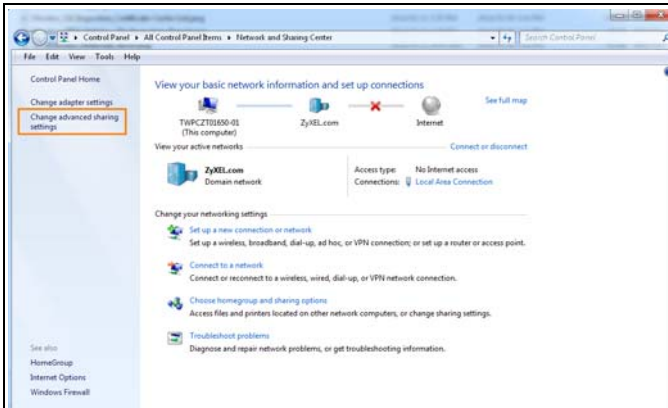 Control Panel ▸ All Control Panel Items ▸ Network and Sharing Center
Search Control Panel
File Edit View Tools Help
Control Panel Home
Change adapter settings
Change advanced sharing
settings
View your basic network information and set up connections
See full map
TWPCZT01650-01
(This computer)
ZyXEL.com
Internet
View your active networks
Connect or disconnect
ZyXEL.com
Domain network
Access type: No Internet access
Connections: Local Area Connection
Change your networking settings
Set up a new connection or network
Set up a wireless, broadband, dial-up, ad hoc, or VPN connection; or set up a router or access point.
Connect to a network
Connect or reconnect to a wireless, wired, dial-up, or VPN network connection.
Choose homegroup and sharing options
Access files and printers located on other network computers, or change sharing settings.
Troubleshoot problems
Diagnose and repair network problems, or get troubleshooting information.
See also
HomeGroup
Internet Options
Windows Firewall